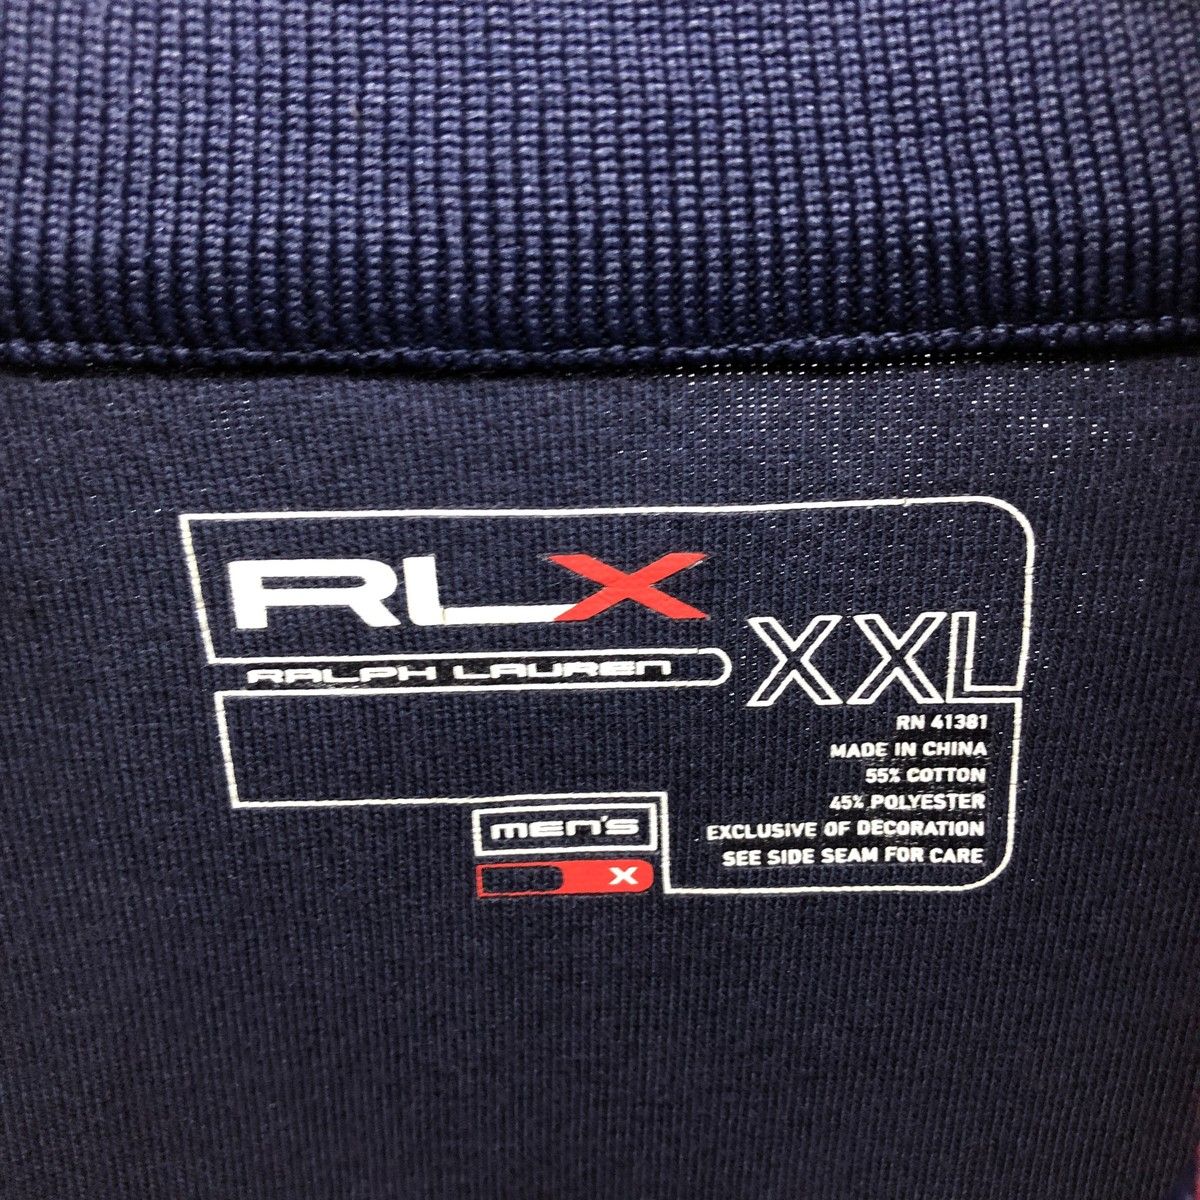 RLX
RALPH LAUREN
XXL
RN 41381
MADE IN CHINA
55% COTTON
45% POLYESTER
EXCLUSIVE OF DECORATION
SEE SIDE SEAM FOR CARE
MEN'S
X